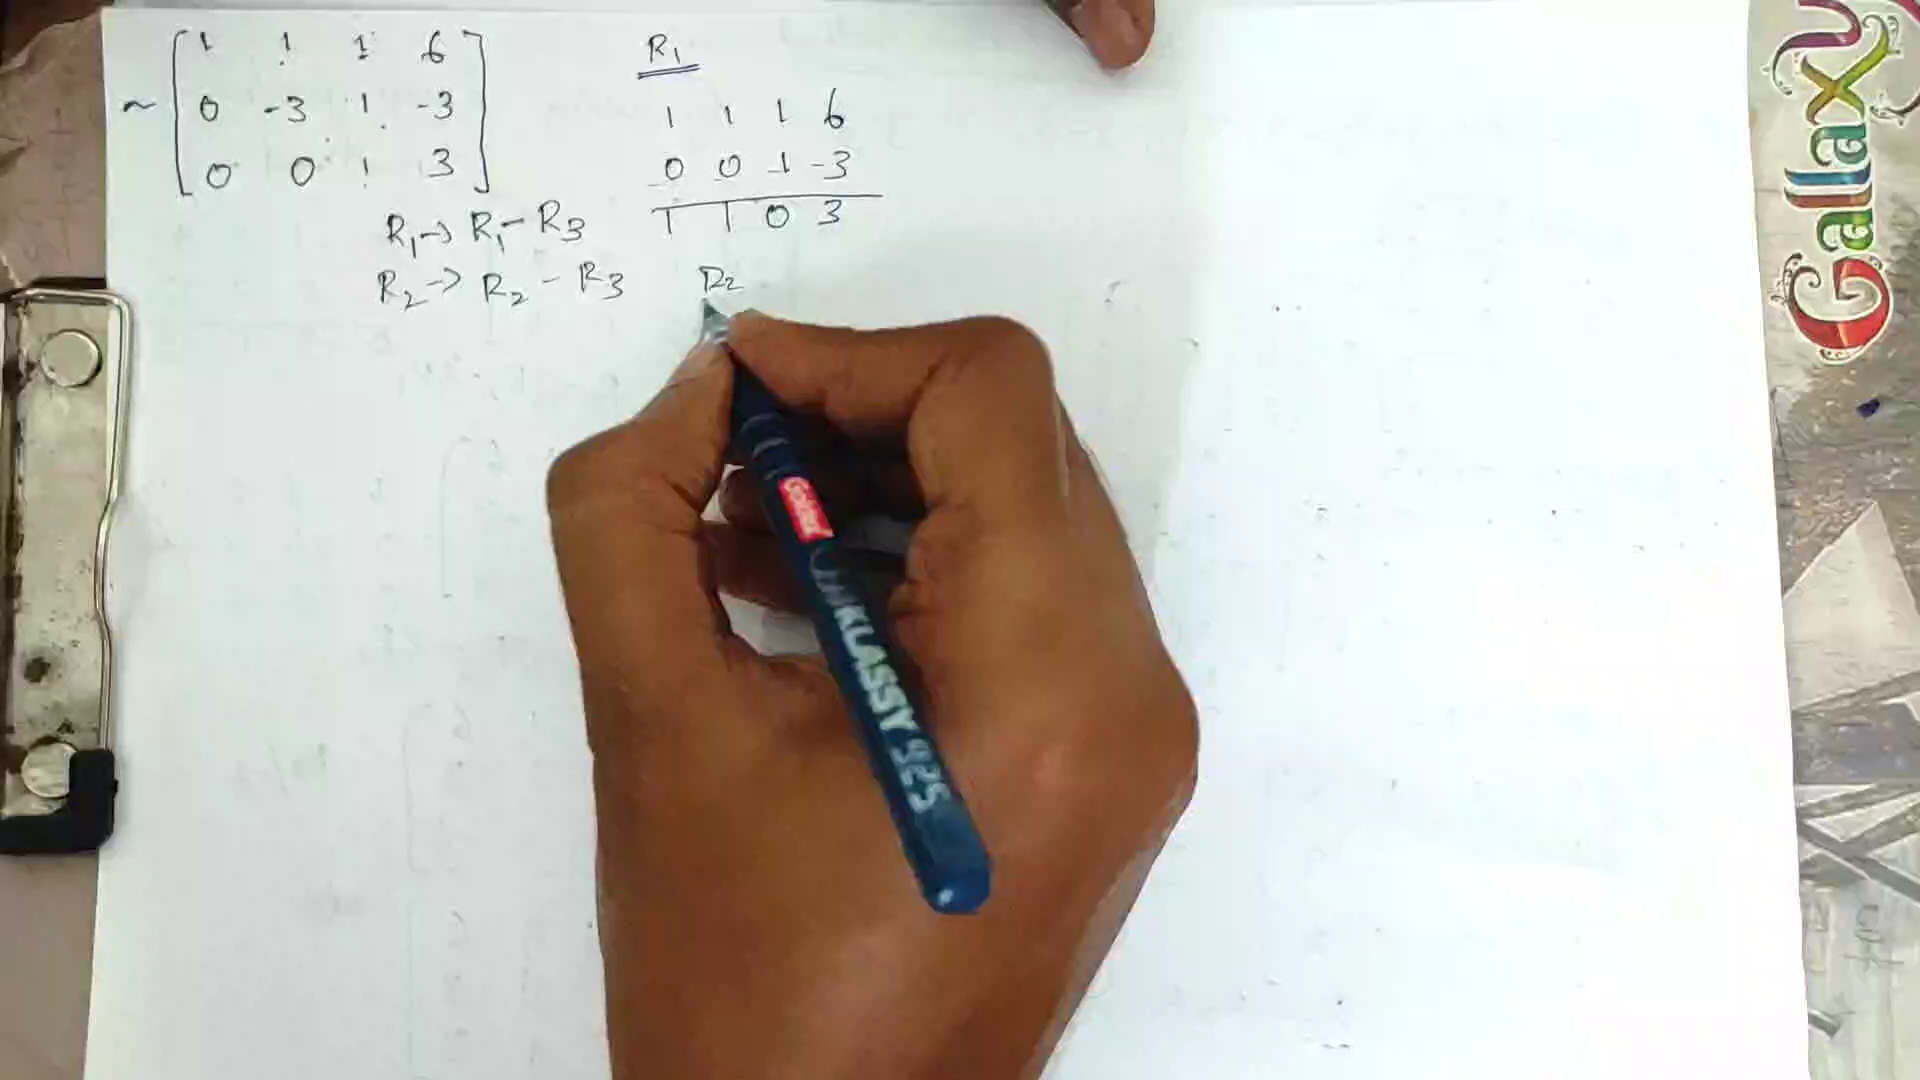 1 1 1 6
~ 0 -3 1 -3
0 0 1 3
R1→ R1- R3
R2→ R2 - R3
R1
1 1 1 6
0 0 1 -3
1 1 0 3
R2
Cello
KLASSY 925
GallaxY